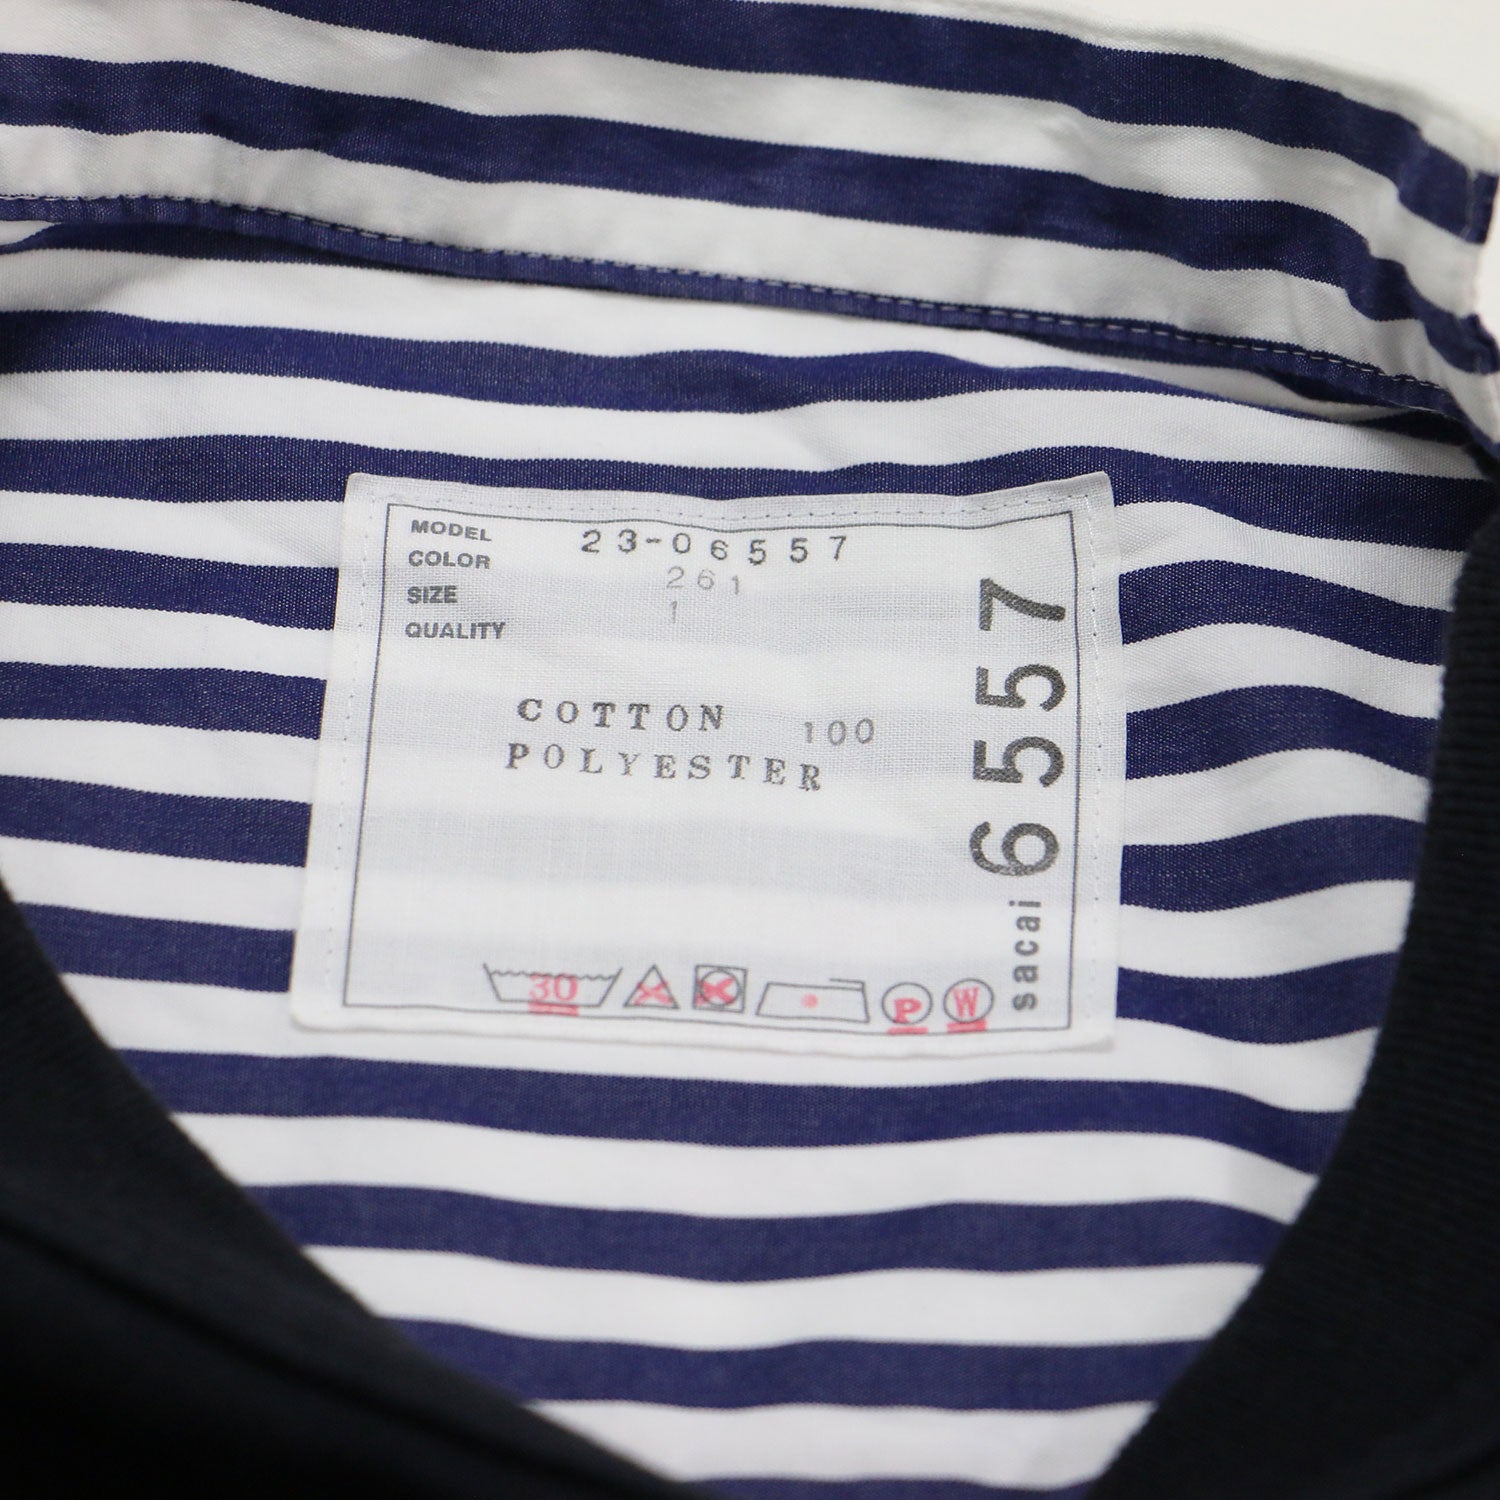 MODEL 23-06557
COLOR 261
SIZE 1
QUALITY
COTTON 100
POLYESTER
30
P
W
sacai 6557